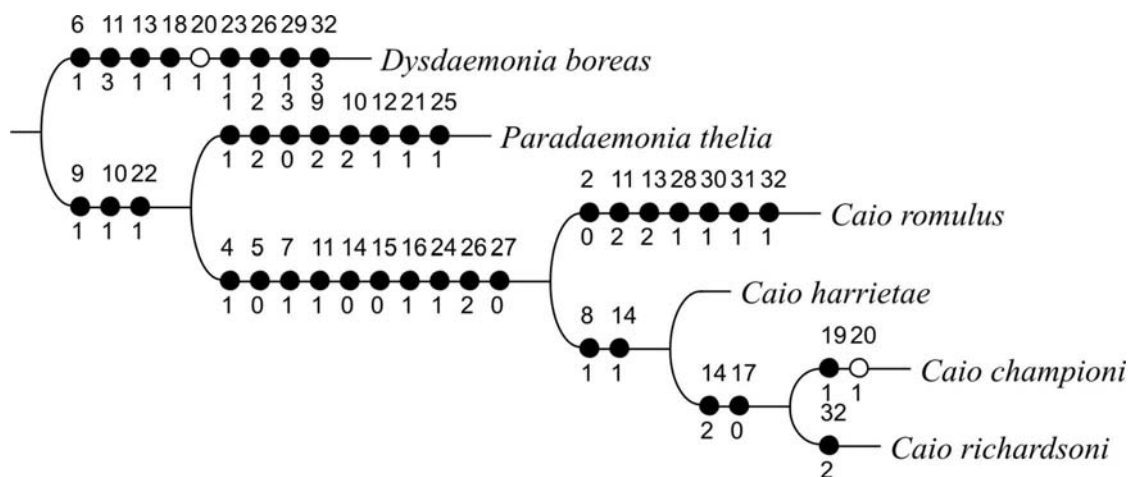 6 11 13 18 20 23 26 29 32
Dysdaemonia boreas
1 3 1 1 1 1 1 1 3
1 2 3 9 10 12 21 25
Paradaemonia thelia
1 2 0 2 2 1 1 1
9 10 22
1 1 1
2 11 13 28 30 31 32
Caio romulus
0 2 2 1 1 1 1
4 5 7 11 14 15 16 24 26 27
1 0 1 1 0 0 1 1 2 0
Caio harrietae
8 14
1 1
19 20
Caio championi
1 1
14 17
2 0
32
Caio richardsoni
2